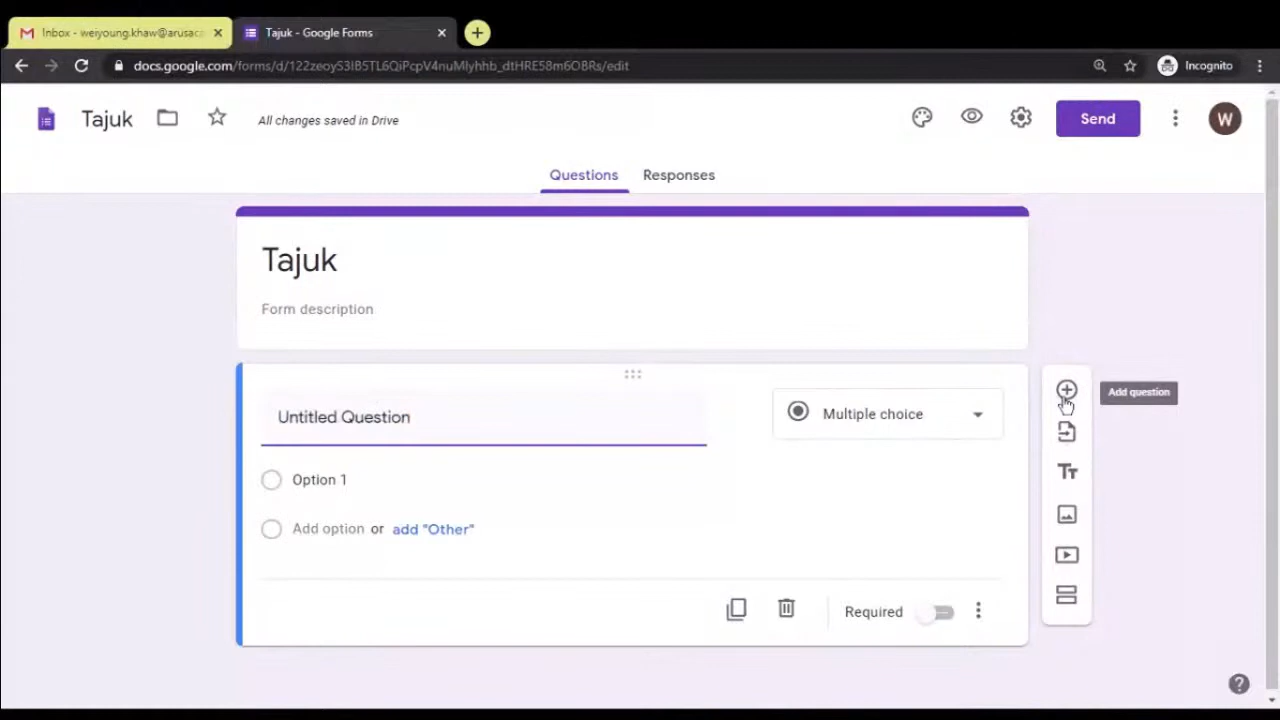 Inbox - weiyoung.khaw@arusac
Tajuk - Google Forms
docs.google.com/forms/d/122zeoyS3IB5TL6QiPcpV4nuMlyhhb_dtHRE58m6OBRs/edit
Incognito
Tajuk
All changes saved in Drive
Send
W
Questions
Responses
Tajuk
Form description
Untitled Question
Multiple choice
Add question
Option 1
Add option or add "Other"
Required